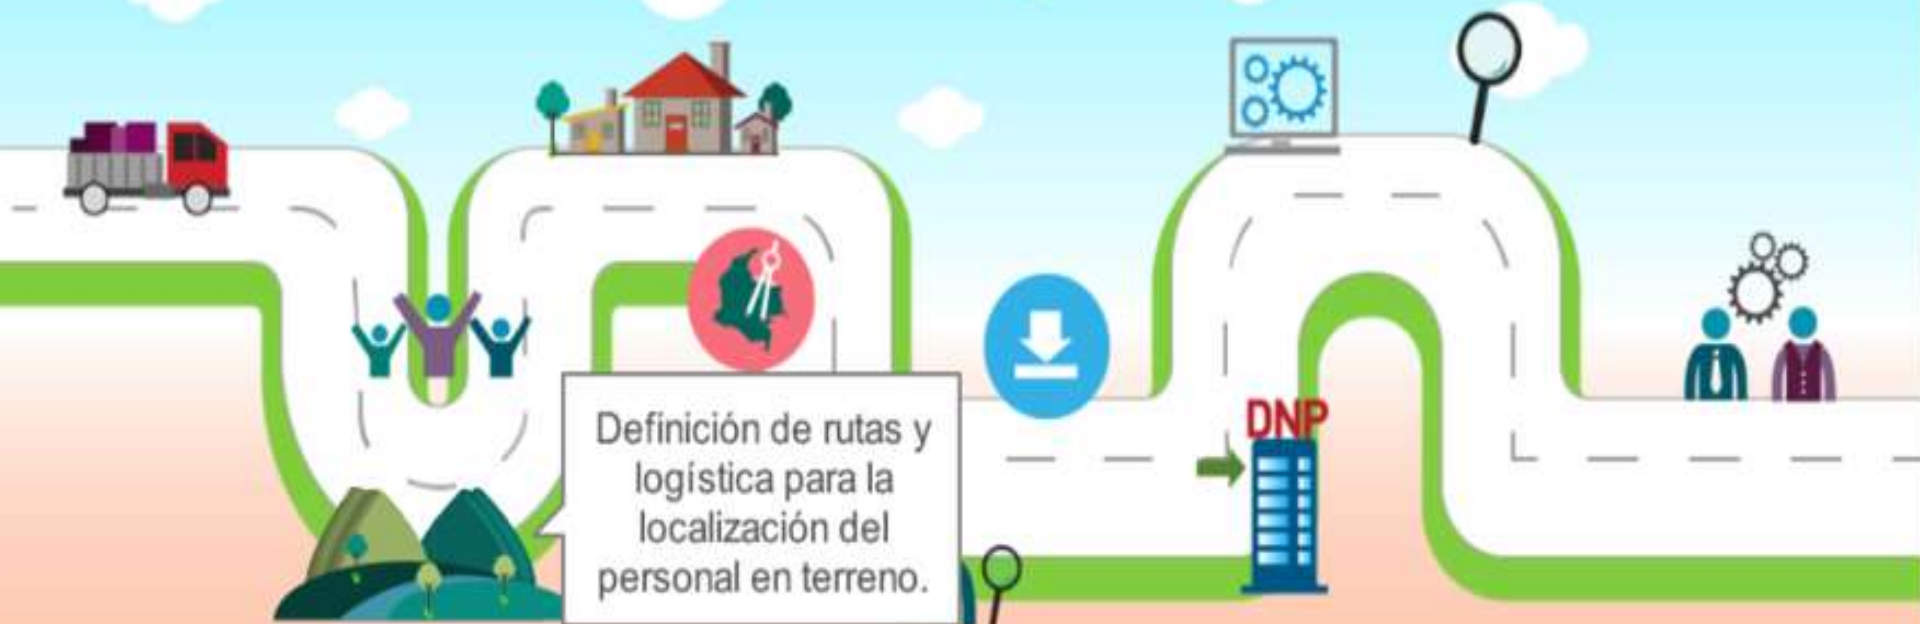 Definición de rutas y
logística para la
localización del
personal en terreno.
DNP